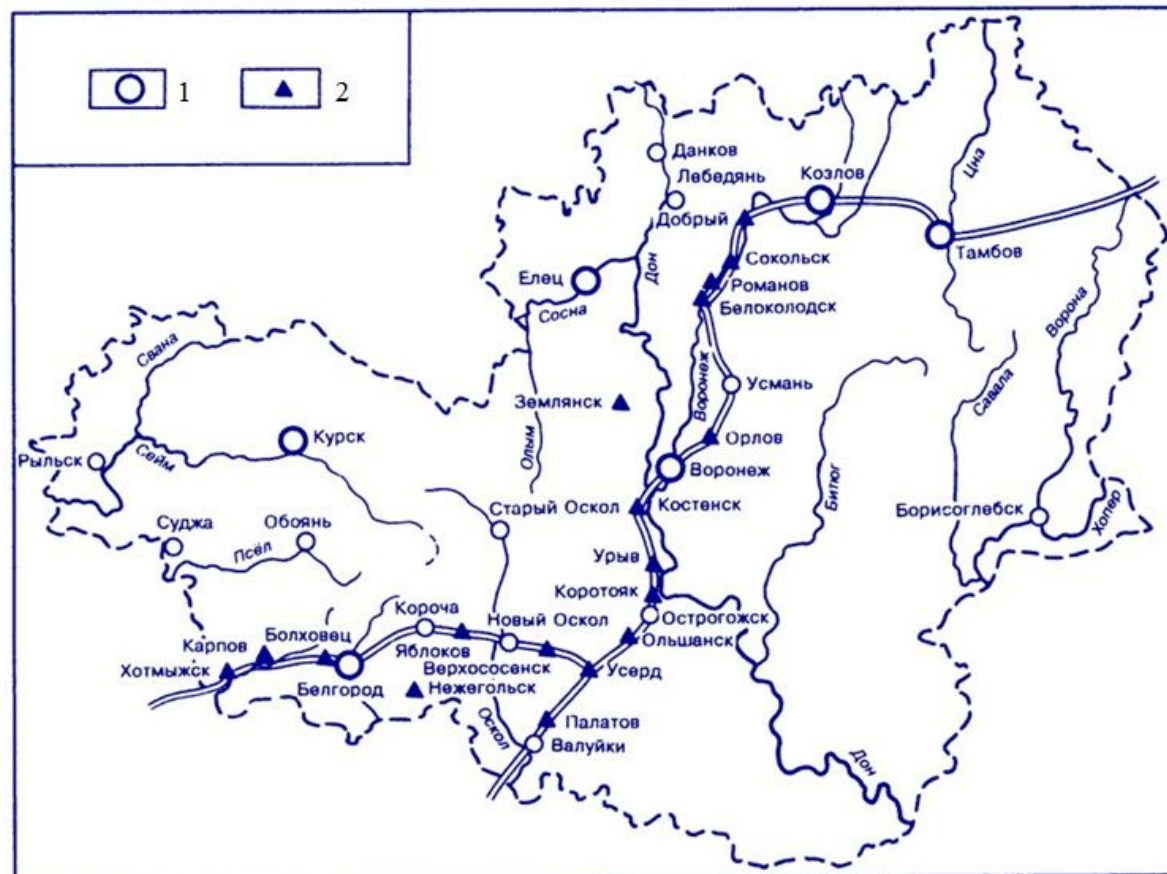 1
2
Данков
Лебедянь
Козлов
Цна
Добрый
Тамбов
Дон
Елец
Сокольск
Романов
Белоколодск
Сосна
Ворона
Свана
Усмань
Воронеж
Савала
Землянск
Олым
Курск
Орлов
Рыльск
Сейм
Воронеж
Битюг
Старый Оскол
Костенск
Борисоглебск
Хопер
Суджа
Обоянь
Псёл
Урыв
Коротояк
Короча
Новый Оскол
Острогожск
Карпов
Болховец
Ольшанск
Яблоков
Хотмыжск
Верхососенск
Усерд
Белгород
Нежегольск
Оскол
Палатов
Валуйки
Дон